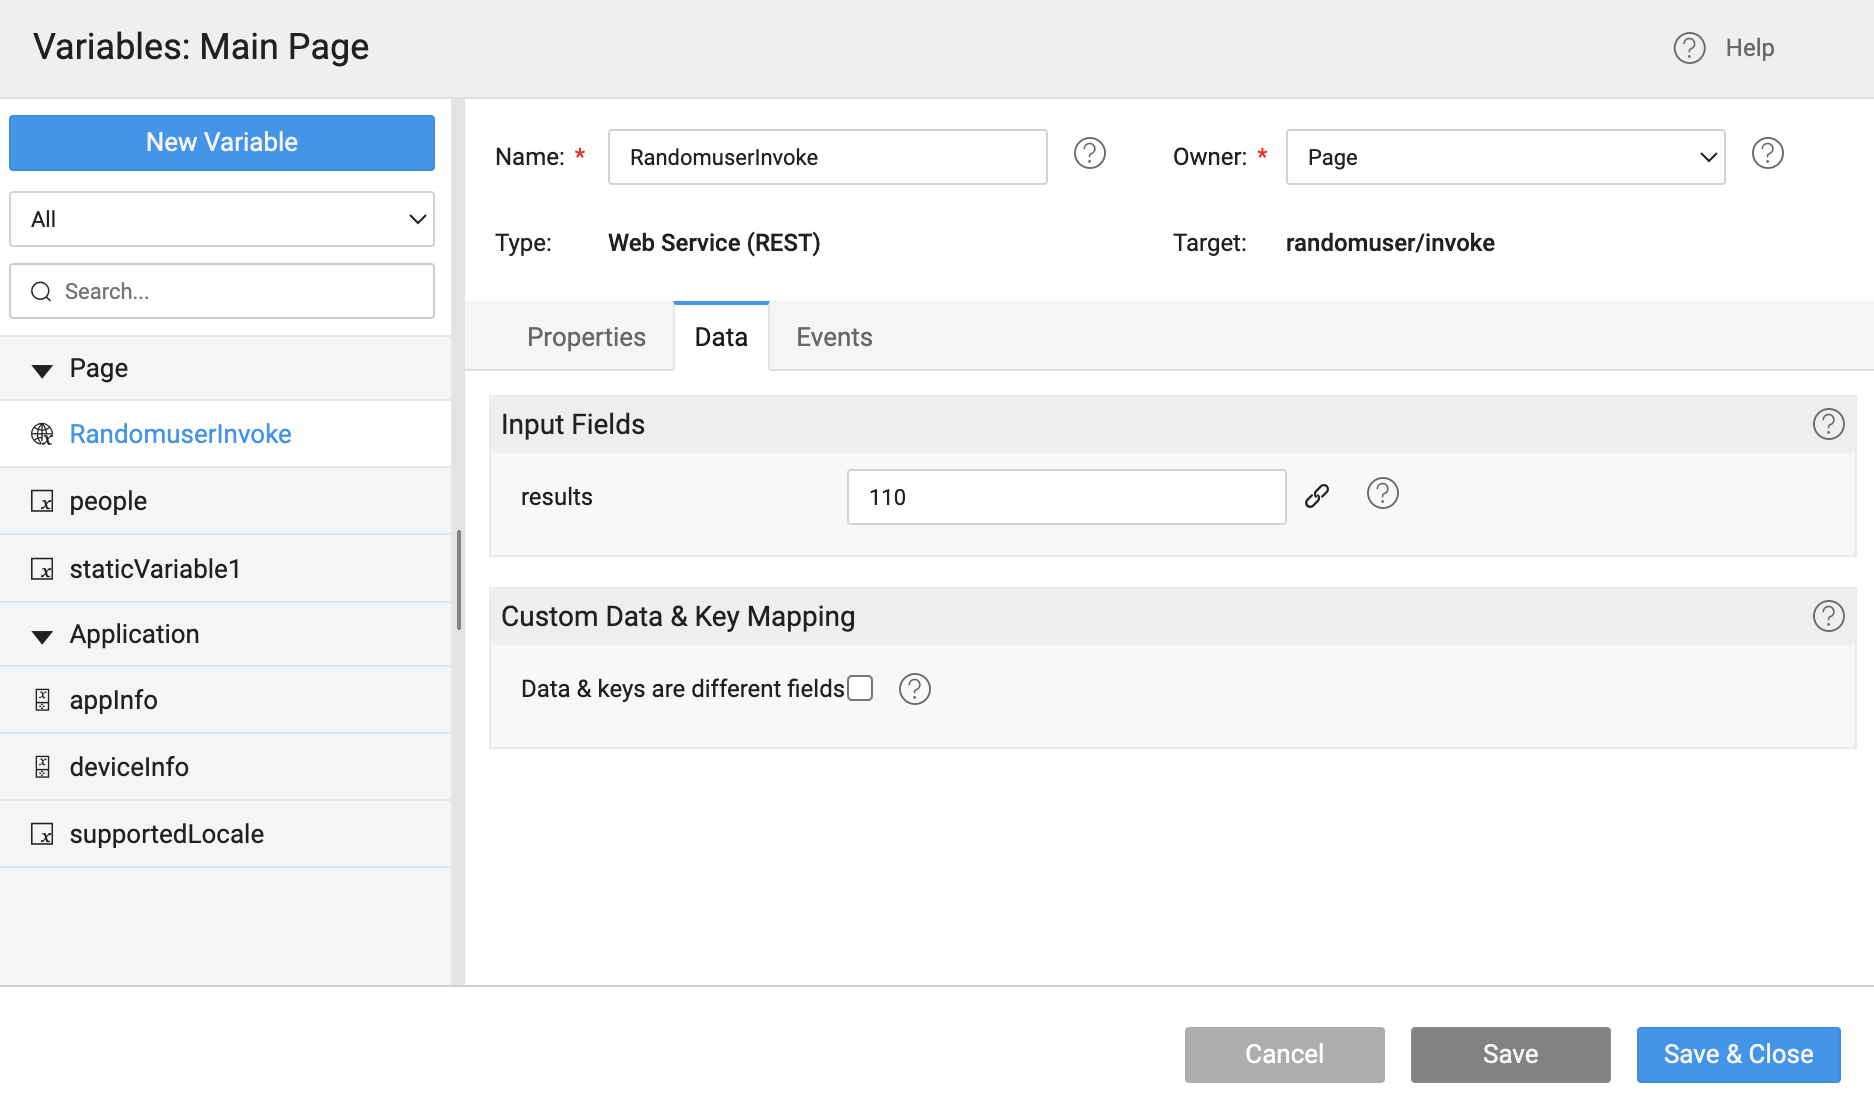 Variables: Main Page
Help
New Variable
All
Search...
Page
RandomuserInvoke
people
staticVariable1
Application
appInfo
deviceInfo
supportedLocale
Name: * RandomuserInvoke
Owner: * Page
Type: Web Service (REST)
Target: randomuser/invoke
Properties Data Events
Input Fields
results 110
Custom Data & Key Mapping
Data & keys are different fields
Cancel Save Save & Close